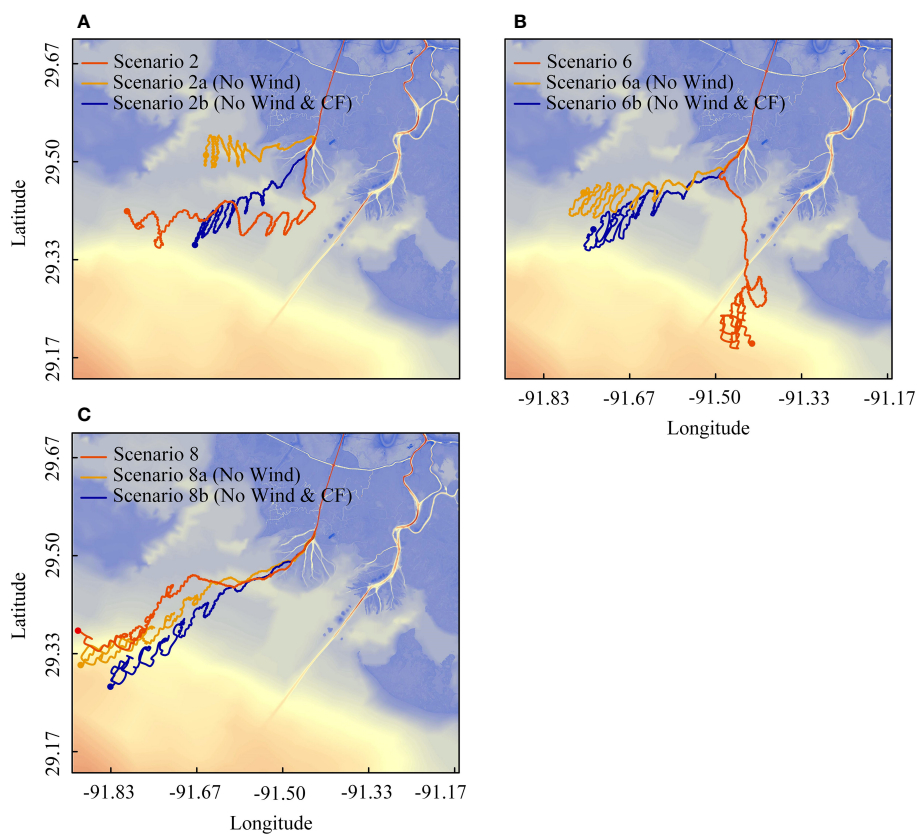 A
Scenario 2
Scenario 2a (No Wind)
Scenario 2b (No Wind & CF)
29.67
29.50
29.33
29.17
Latitude
B
Scenario 6
Scenario 6a (No Wind)
Scenario 6b (No Wind & CF)
-91.83
-91.67
-91.50
-91.33
-91.17
Longitude
C
Scenario 8
Scenario 8a (No Wind)
Scenario 8b (No Wind & CF)
29.67
29.50
29.33
29.17
Latitude
-91.83
-91.67
-91.50
-91.33
-91.17
Longitude